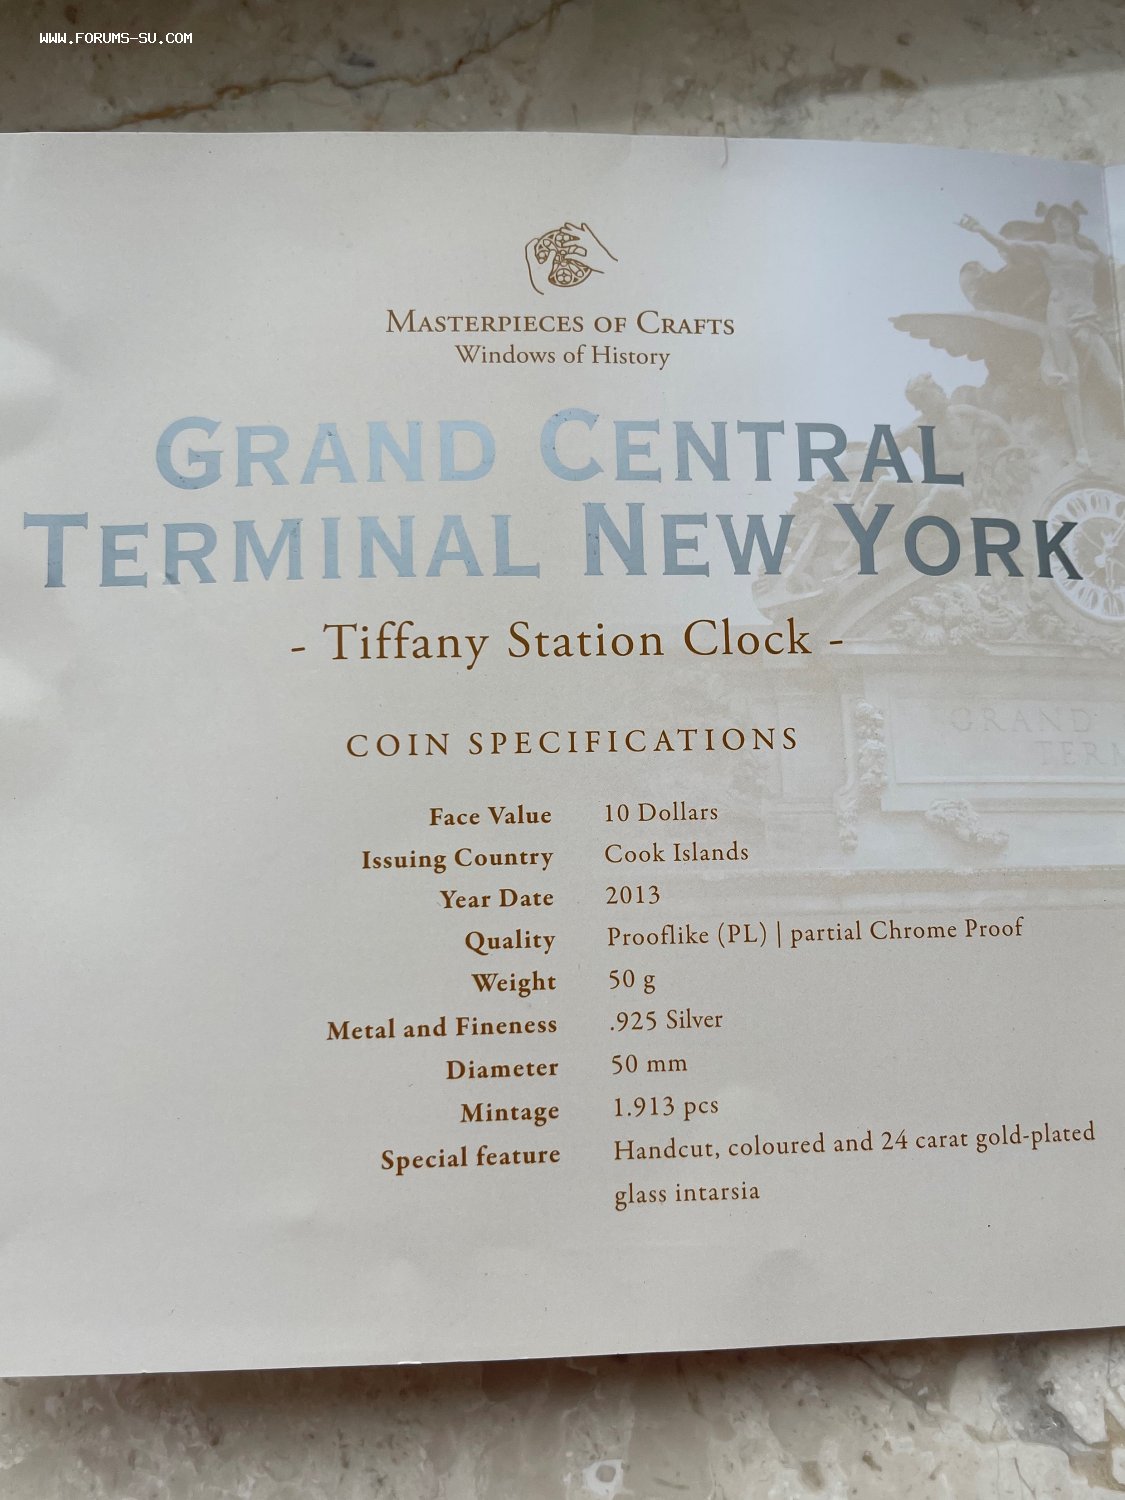 WWW.FORUMS-SU.COM
MASTERPIECES OF CRAFTS
Windows of History
GRAND CENTRAL
TERMINAL NEW YORK
- Tiffany Station Clock -
COIN SPECIFICATIONS
Face Value 10 Dollars
Issuing Country Cook Islands
Year Date 2013
Quality Prooflike (PL) | partial Chrome Proof
Weight 50 g
Metal and Fineness .925 Silver
Diameter 50 mm
Mintage 1.913 pcs
Special feature Handcut, coloured and 24 carat gold-plated
glass intarsia
GRAND